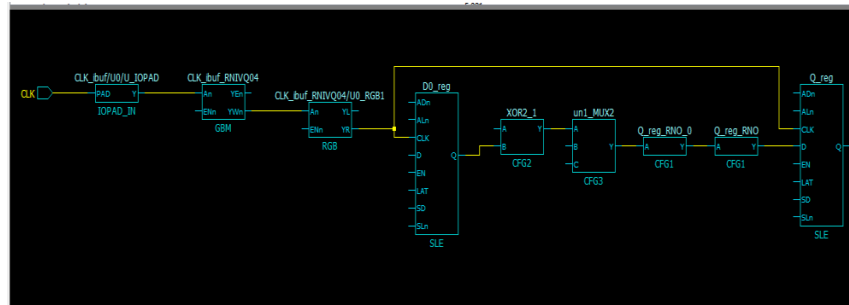 CLK_ibuf/U0/U_IOPAD
CLK
PAD Y
IOPAD_IN
CLK_ibuf_RNIVQ04
An YEn
ENn YWn
GBM
CLK_ibuf_RNIVQ04/U0_RGB1
An YL
ENn YR
RGB
D0_reg
ADn
ALn
CLK
D
EN
LAT
SD
SLn
Q
SLE
XOR2_1
A Y
B
CFG2
un1_MUX2
A
B Y
C
CFG3
Q_reg_RNO_0
A Y
CFG1
Q_reg_RNO
A Y
CFG1
Q_reg
ADn
ALn
CLK
D
EN
LAT
SD
SLn
Q
SLE